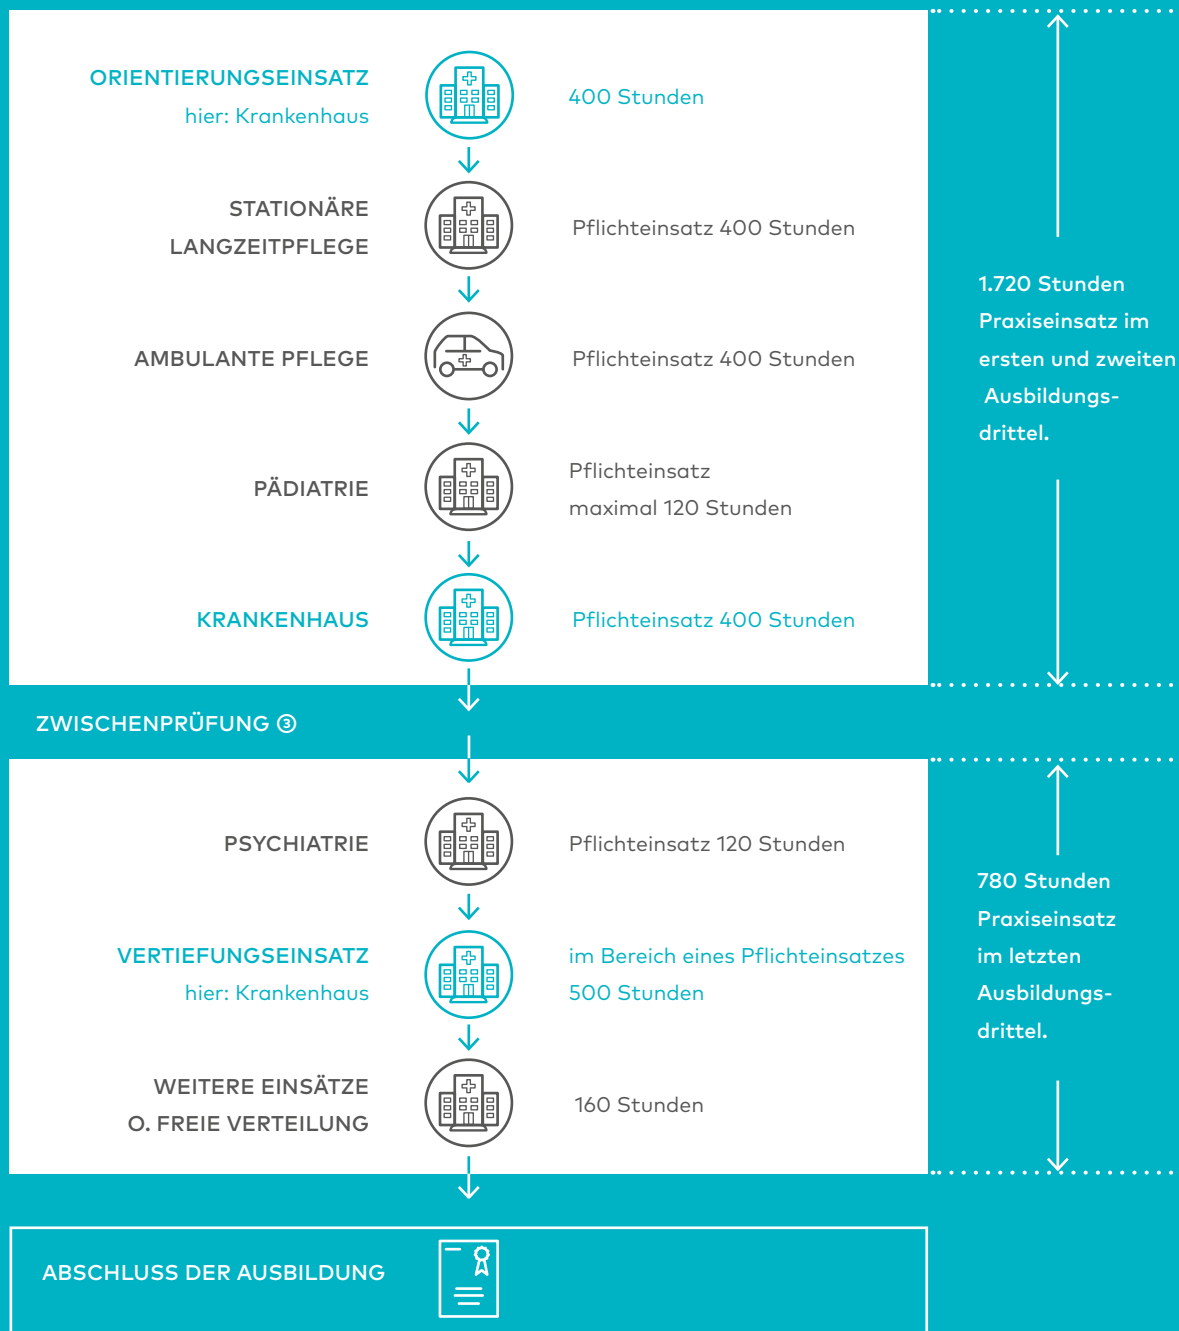 ORIENTIERUNGSEINSATZ
hier: Krankenhaus
400 Stunden
STATIONÄRE
LANGZEITPFLEGE
Pflichteinsatz 400 Stunden
AMBULANTE PFLEGE
Pflichteinsatz 400 Stunden
PÄDIATRIE
Pflichteinsatz
maximal 120 Stunden
KRANKENHAUS
Pflichteinsatz 400 Stunden
1.720 Stunden
Praxiseinsatz im
ersten und zweiten
Ausbildungs-
drittel.
ZWISCHENPRÜFUNG ③
PSYCHIATRIE
Pflichteinsatz 120 Stunden
VERTIEFUNGSEINSATZ
hier: Krankenhaus
im Bereich eines Pflichteinsatzes
500 Stunden
WEITERE EINSÄTZE
O. FREIE VERTEILUNG
160 Stunden
780 Stunden
Praxiseinsatz
im letzten
Ausbildungs-
drittel.
ABSCHLUSS DER AUSBILDUNG